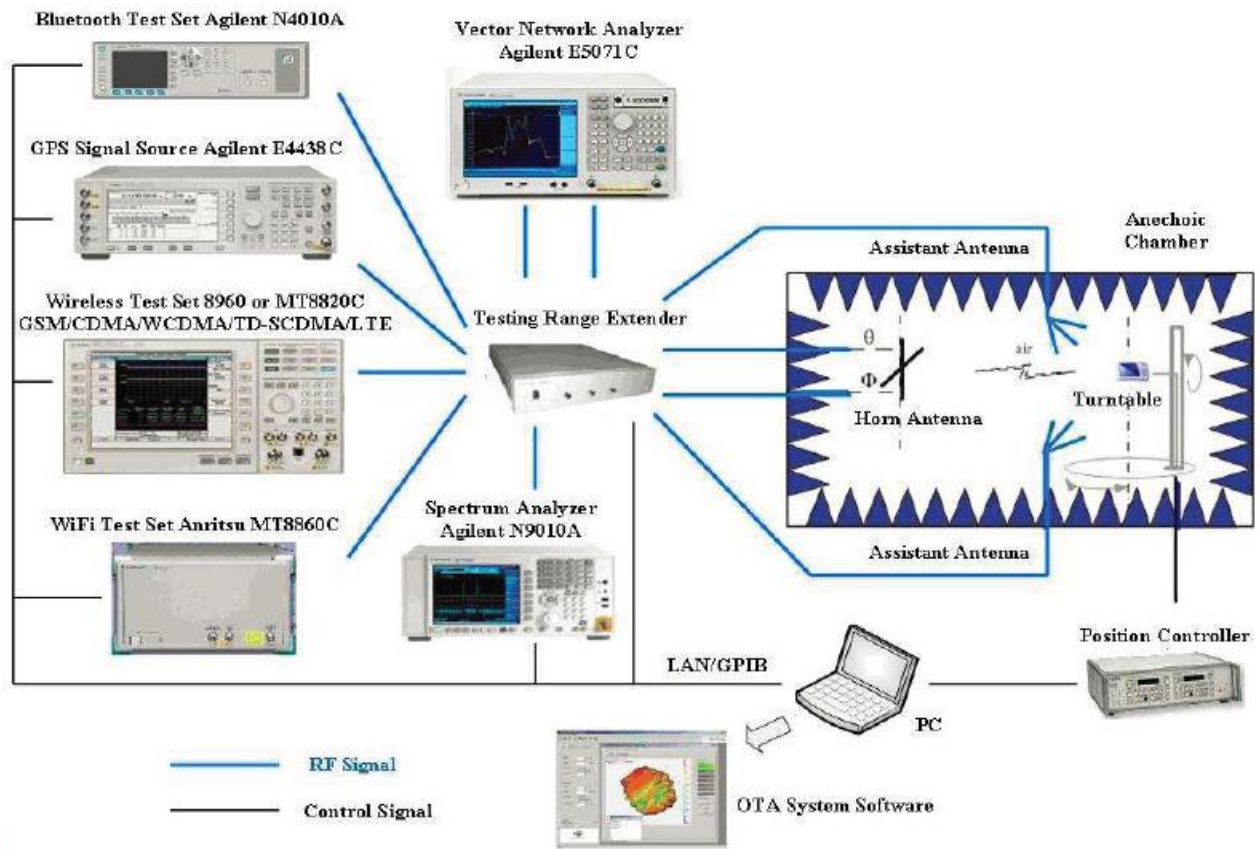 Bluetooth Test Set Agilent N4010A
Vector Network Analyzer
Agilent E5071C
GPS Signal Source Agilent E4438C
Anechoic
Chamber
Assistant Antenna
Wireless Test Set 8960 or MT8820C
GSM/CDMA/WCDMA/TD-SCDMA/LTE
Testing Range Extender
θ
air
Φ
Turntable
Horn Antenna
WiFi Test Set Anritsu MT8860C
Spectrum Analyzer
Agilent N9010A
Assistant Antenna
Position Controller
LAN/GPIB
PC
RF Signal
Control Signal
OTA System Software